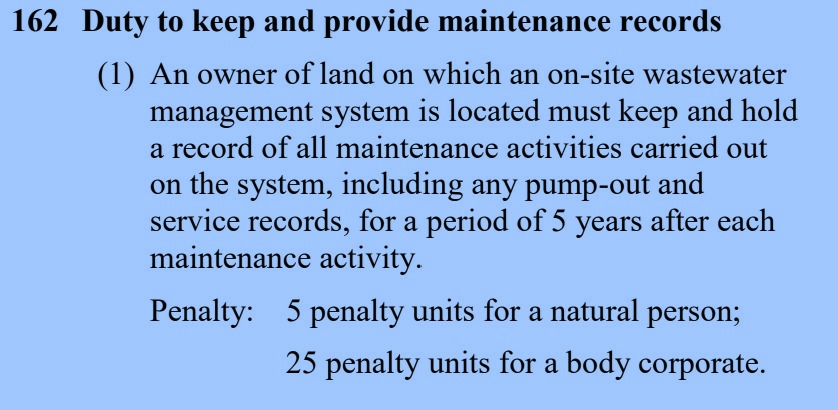 162 Duty to keep and provide maintenance records
(1) An owner of land on which an on-site wastewater
management system is located must keep and hold
a record of all maintenance activities carried out
on the system, including any pump-out and
service records, for a period of 5 years after each
maintenance activity.
Penalty: 5 penalty units for a natural person;
25 penalty units for a body corporate.